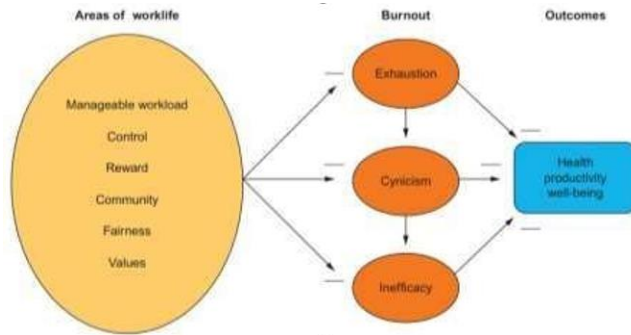 Areas of worklife
Burnout
Outcomes
Manageable workload
Control
Reward
Community
Fairness
Values
Exhaustion
Cynicism
Inefficacy
Health
productivity
well-being